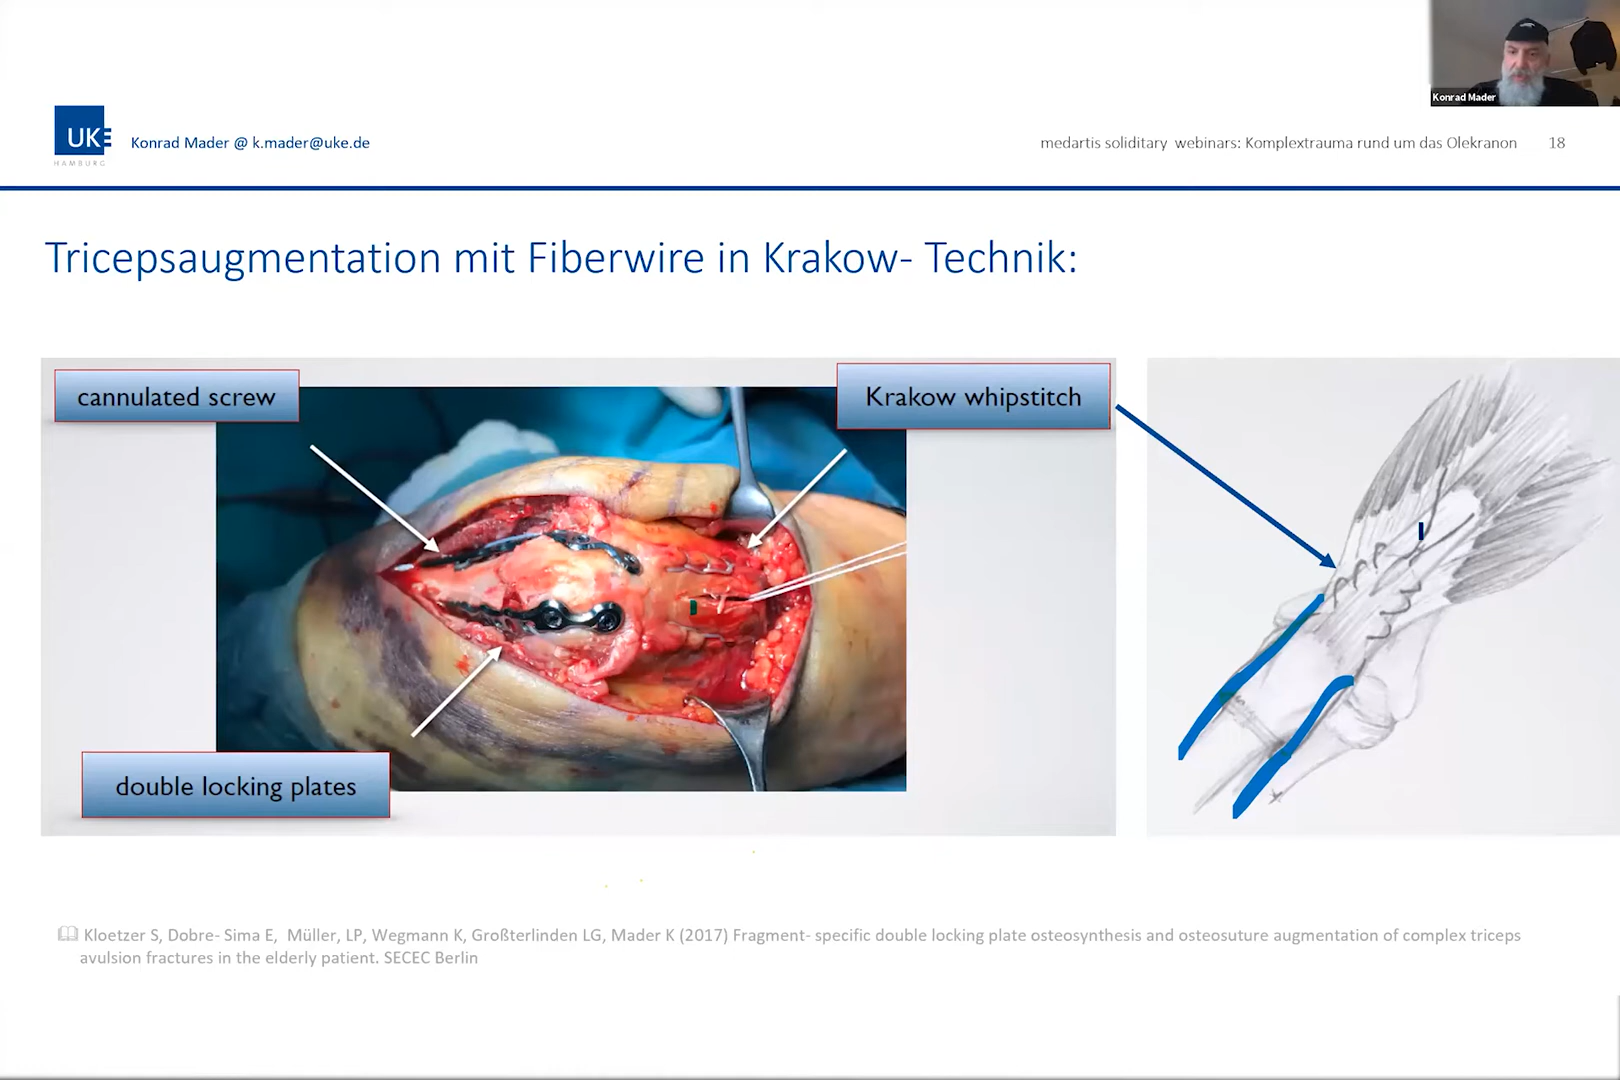 Konrad Mader
UKE
HAMBURG
Konrad Mader @ k.mader@uke.de
medartis soliditary webinars: Komplextrauma rund um das Olekranon 18
Tricepsaugmentation mit Fiberwire in Krakow- Technik:
cannulated screw
Krakow whipstitch
double locking plates
Kloetzer S, Dobre- Sima E, Müller, LP, Wegmann K, Großterlinden LG, Mader K (2017) Fragment- specific double locking plate osteosynthesis and osteosuture augmentation of complex triceps
avulsion fractures in the elderly patient. SECEC Berlin